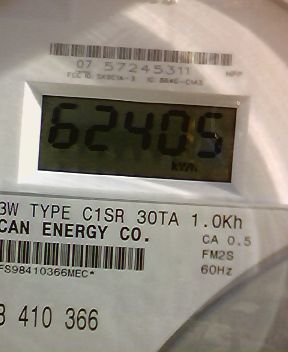 07 57245311 HPP
62405
kWh
3W TYPE C1SR 30TA 1.0Kh
CAN ENERGY CO.
CA 0.5
FM2S
60Hz
FS98410366MEC*
410 366